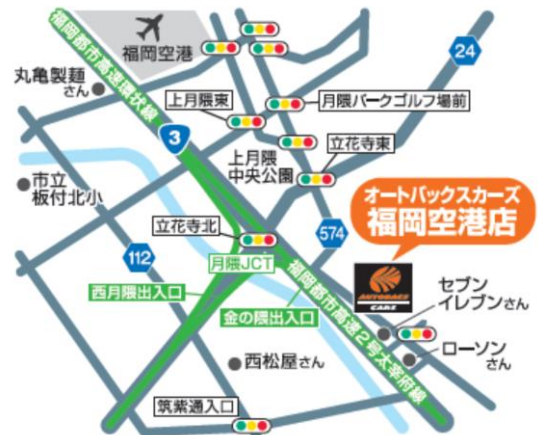 福岡空港
24
丸亀製麺
さん
福岡都市高速環状線
上月隈東
月隈パークゴルフ場前
3
上月隈
中央公園
立花寺東
市立
板付北小
オートバックスカーズ
福岡空港店
立花寺北
574
112
月隈JCT
西月隈出入口
福岡都市高速2号太宰府線
金の隈出入口
AUTOBACS
CARS
セブン
イレブンさん
ローソン
さん
西松屋さん
筑紫通入口